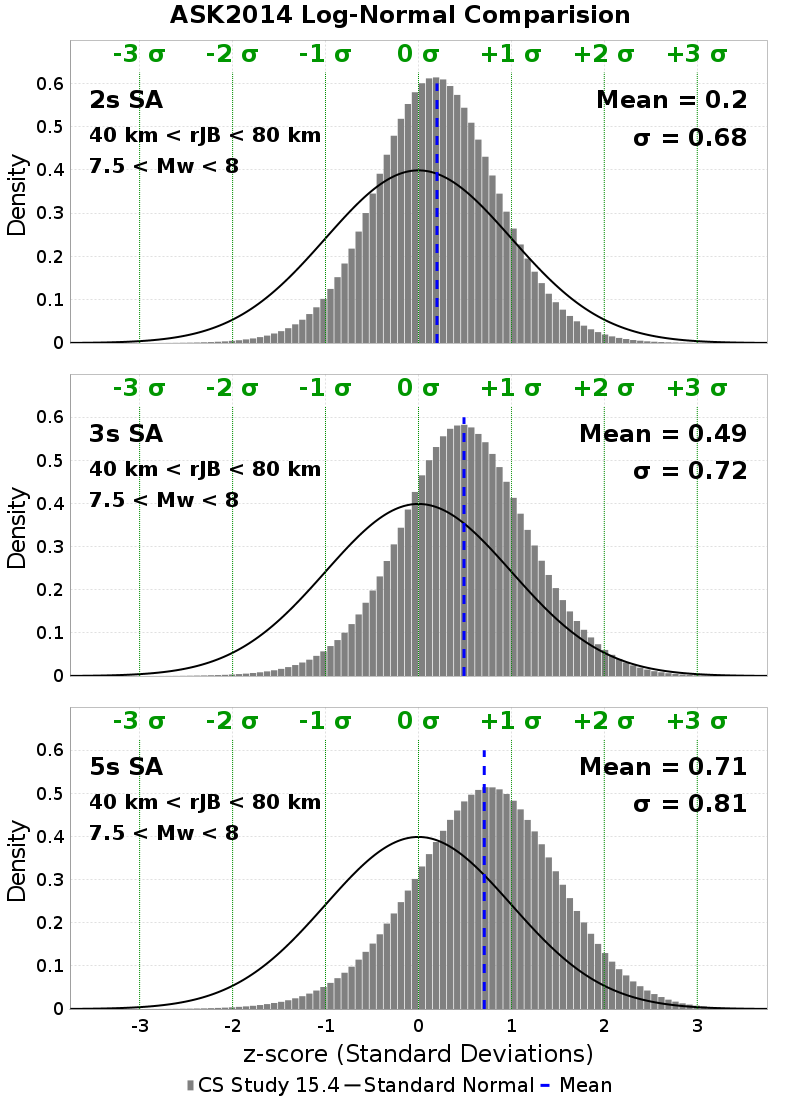 ASK2014 Log-Normal Comparision
-3 σ -2 σ -1 σ 0 σ +1 σ +2 σ +3 σ
0.6
2s SA Mean = 0.2
0.5 40 km < rJB < 80 km σ = 0.68
0.4 7.5 < Mw < 8
Density
0.3
0.2
0.1
0
-3 σ -2 σ -1 σ 0 σ +1 σ +2 σ +3 σ
0.6
3s SA Mean = 0.49
0.5 40 km < rJB < 80 km σ = 0.72
0.4 7.5 < Mw < 8
Density
0.3
0.2
0.1
0
-3 σ -2 σ -1 σ 0 σ +1 σ +2 σ +3 σ
0.6
5s SA Mean = 0.71
0.5 40 km < rJB < 80 km σ = 0.81
0.4 7.5 < Mw < 8
Density
0.3
0.2
0.1
0
-3 -2 -1 0 1 2 3
z-score (Standard Deviations)
CS Study 15.4 Standard Normal Mean